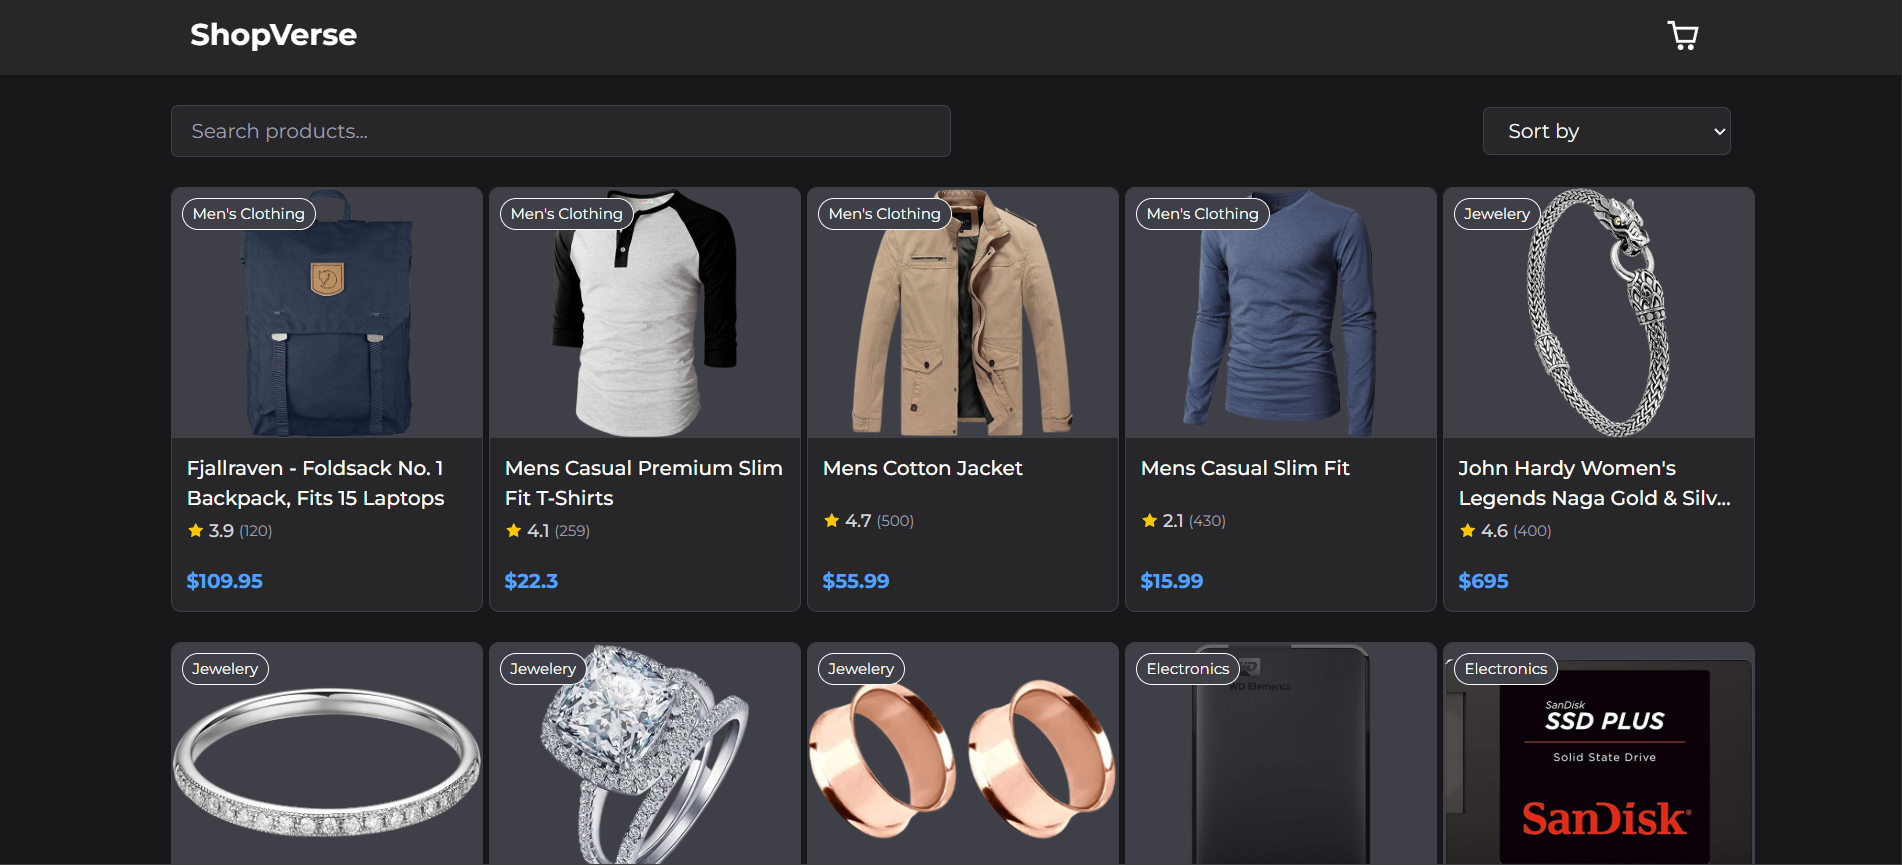 ShopVerse
Search products...
Sort by
Men's Clothing
Men's Clothing
Men's Clothing
Men's Clothing
Jewelery
Fjallraven - Foldsack No. 1
Backpack, Fits 15 Laptops
3.9 (120)
$109.95
Mens Casual Premium Slim
Fit T-Shirts
4.1 (259)
$22.3
Mens Cotton Jacket
4.7 (500)
$55.99
Mens Casual Slim Fit
2.1 (430)
$15.99
John Hardy Women's
Legends Naga Gold & Silv...
4.6 (400)
$695
Jewelery
Jewelery
Jewelery
Electronics
WD Elements
Electronics
SanDisk
SSD PLUS
Solid State Drive
SanDisk®